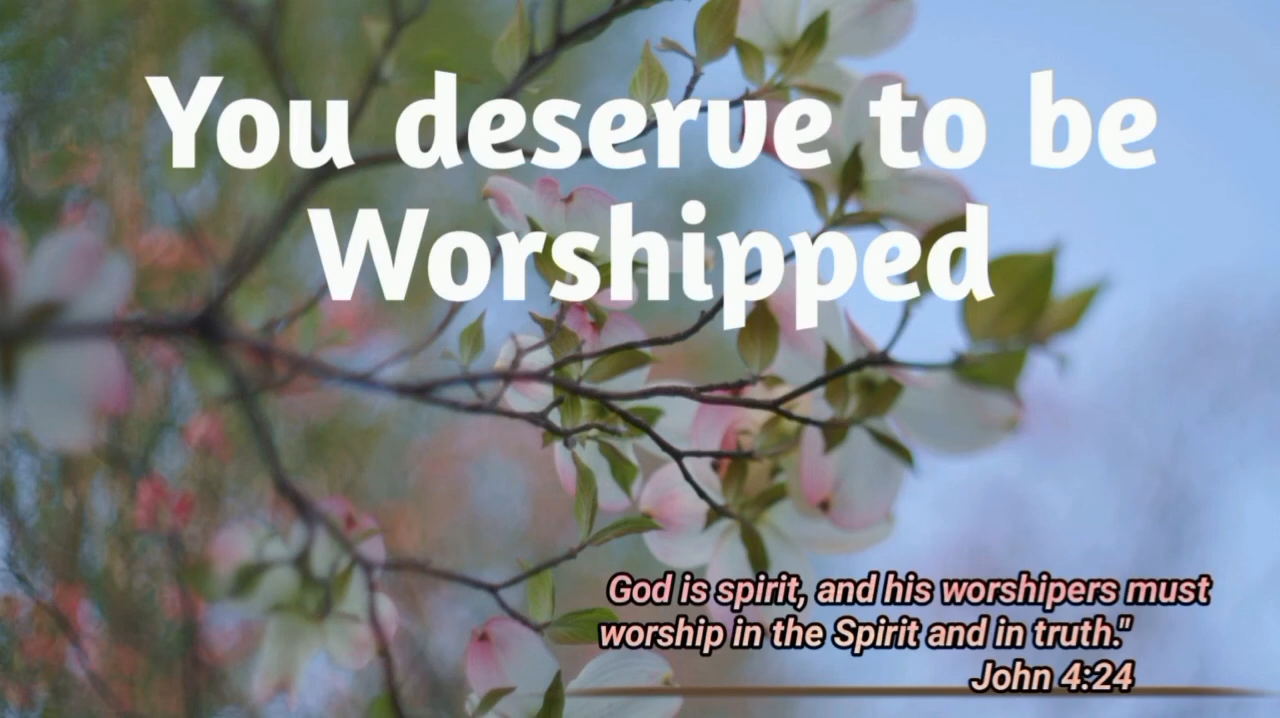 You deserve to be
Worshipped
God is spirit, and his worshipers must
worship in the Spirit and in truth."
John 4:24